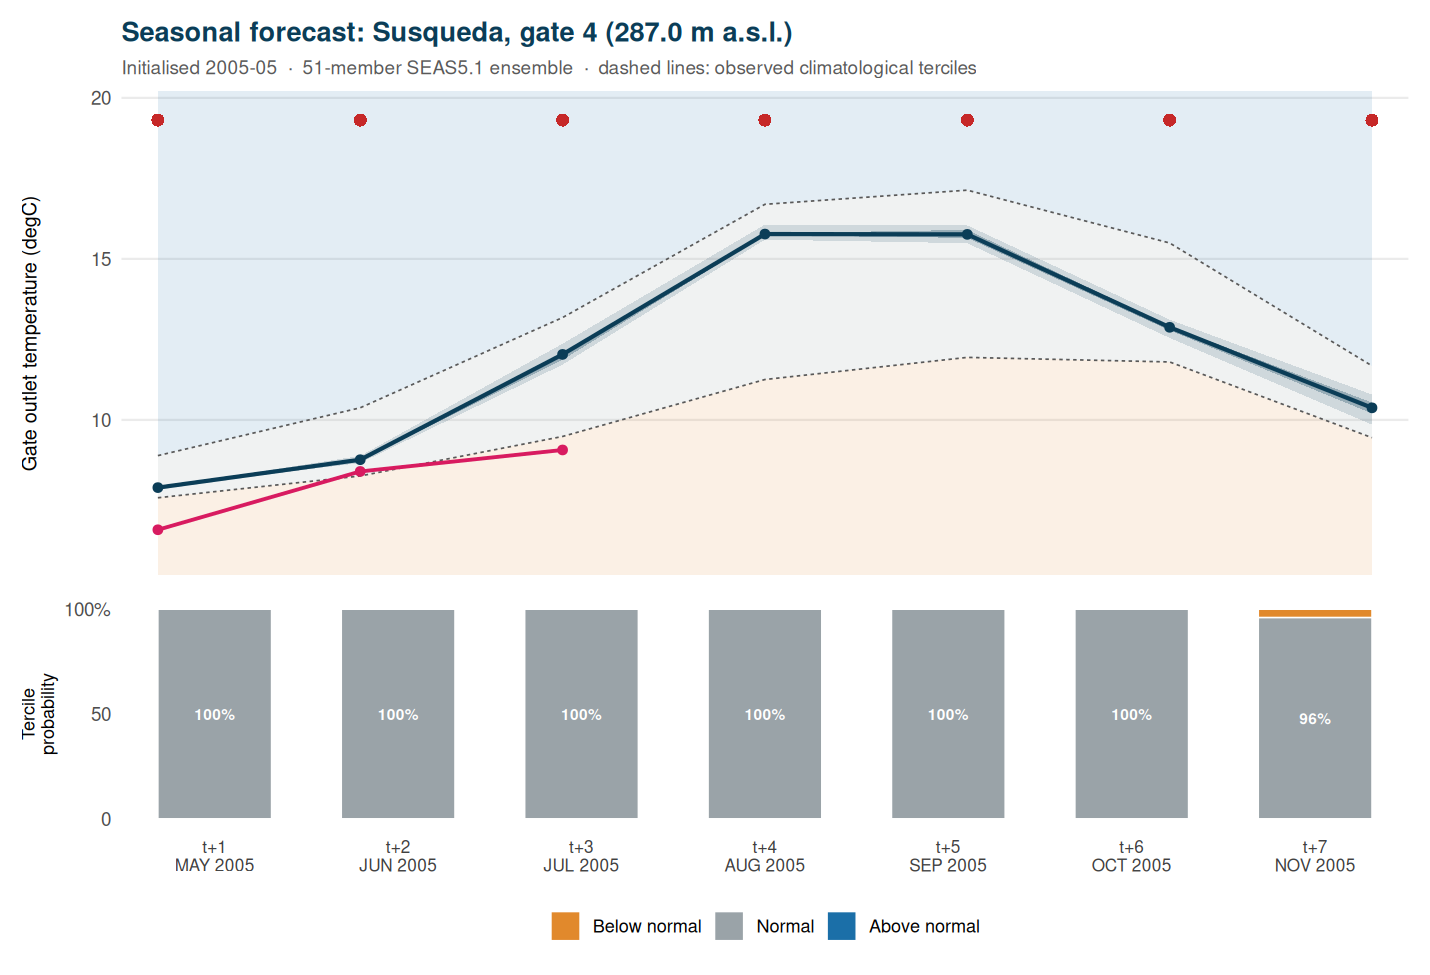 Seasonal forecast: Susqueda, gate 4 (287.0 m a.s.l.)
Initialised 2005-05 · 51-member SEAS5.1 ensemble · dashed lines: observed climatological terciles
Gate outlet temperature (degC)
20
15
10
Tercile
probability
100%
50
0
100%
100%
100%
100%
100%
100%
96%
t+1
MAY 2005
t+2
JUN 2005
t+3
JUL 2005
t+4
AUG 2005
t+5
SEP 2005
t+6
OCT 2005
t+7
NOV 2005
Below normal
Normal
Above normal